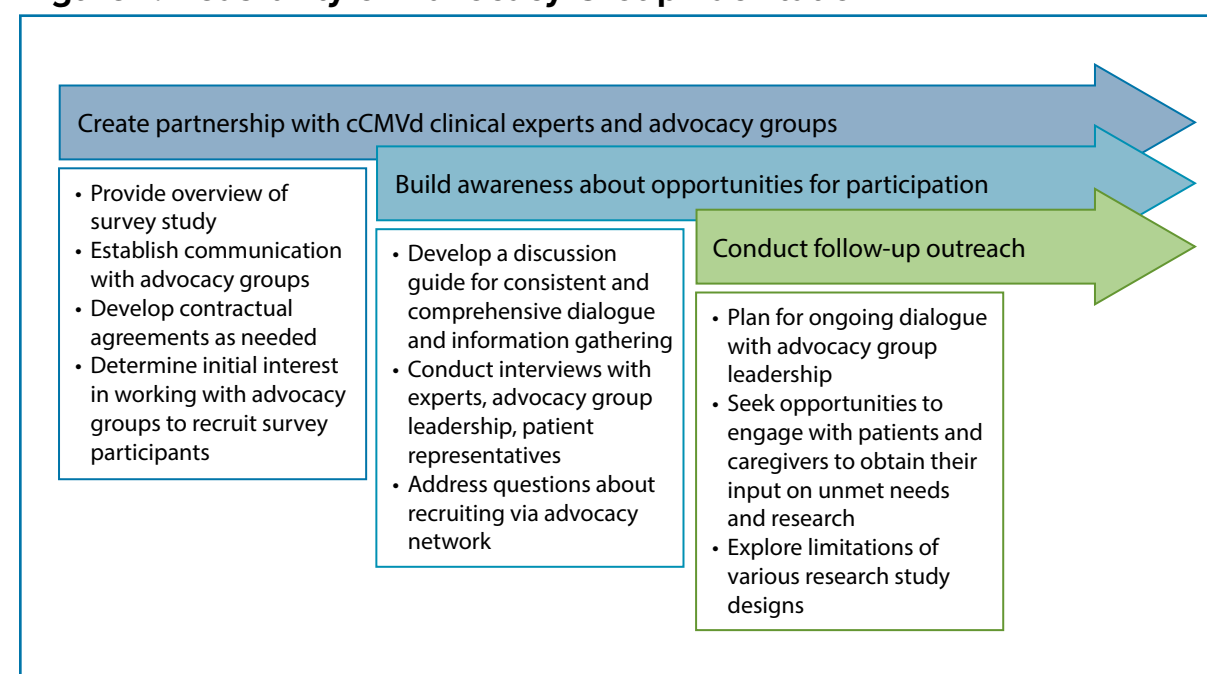 Create partnership with cCMVd clinical experts and advocacy groups
• Provide overview of
survey study
• Establish communication
with advocacy groups
• Develop contractual
agreements as needed
• Determine initial interest
in working with advocacy
groups to recruit survey
participants
Build awareness about opportunities for participation
• Develop a discussion
guide for consistent and
comprehensive dialogue
and information gathering
• Conduct interviews with
experts, advocacy group
leadership, patient
representatives
• Address questions about
recruiting via advocacy
network
Conduct follow-up outreach
• Plan for ongoing dialogue
with advocacy group
leadership
• Seek opportunities to
engage with patients and
caregivers to obtain their
input on unmet needs
and research
• Explore limitations of
various research study
designs